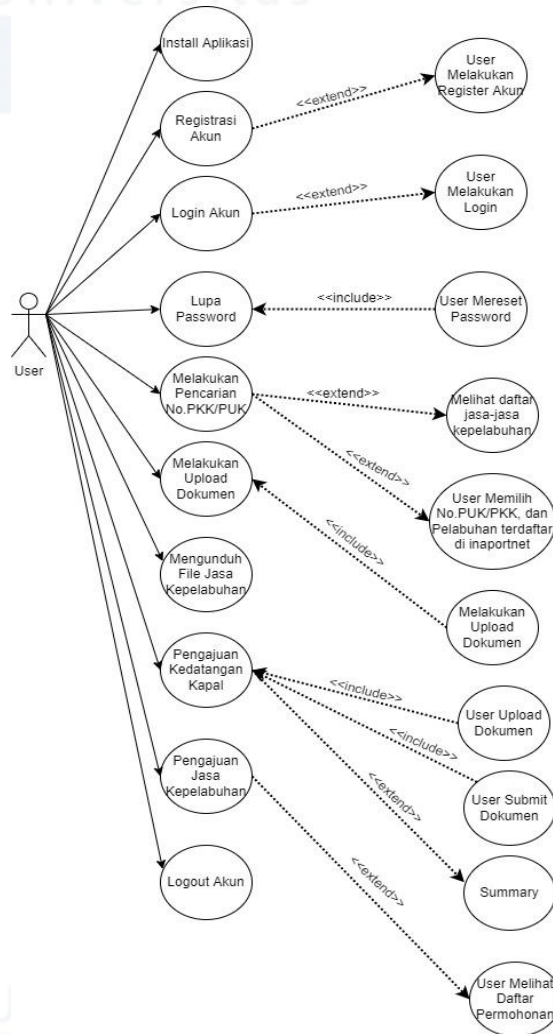 Universitas
Install Aplikasi
User
Melakukan
Register Akun
<<extend>>
Registrasi
Akun
User
Melakukan
Login
<<extend>>
Login Akun
Lupa
Password
<<include>>
User Mereset
Password
User
Melakukan
Pencarian
No.PKK/PUK
<<extend>>
Melihat daftar
jasa-jasa
kepelabuhan
<<extend>>
Melakukan
Upload
Dokumen
User Memilih
No.PUK/PKK, dan
Pelabuhan terdaftar
di inaportnet
<<include>>
Mengunduh
File Jasa
Kepelabuhan
Melakukan
Upload
Dokumen
Pengajuan
Kedatangan
Kapal
<<include>>
User Upload
Dokumen
<<include>>
User Submit
Dokumen
<<extend>>
Pengajuan
Jasa
Kepelabuhan
Summary
<<extend>>
Logout Akun
User Melihat
Daftar
Permohonan